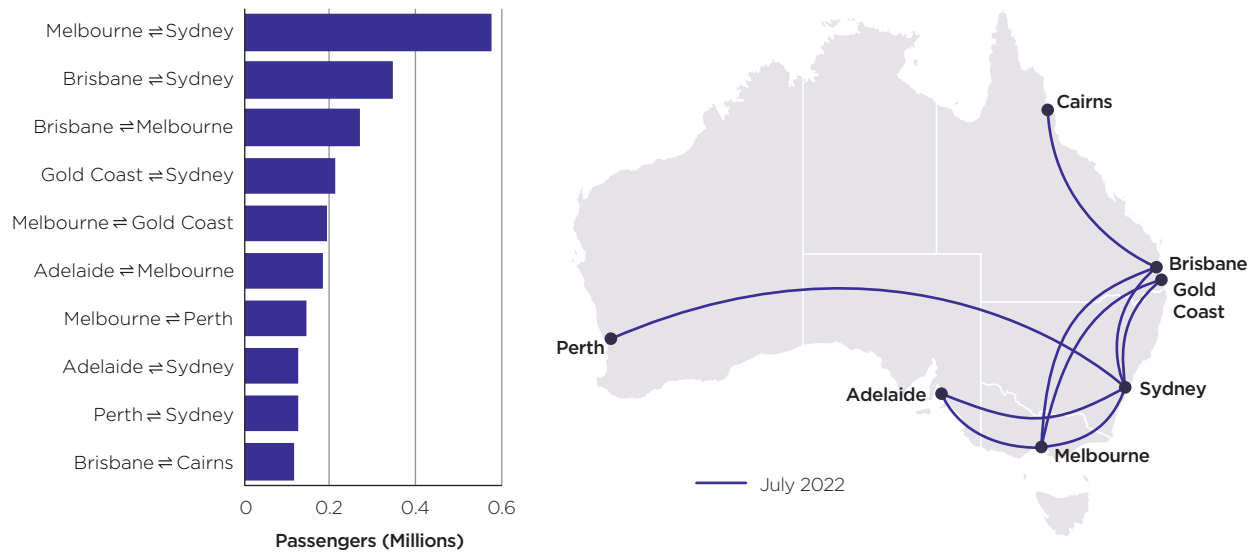 Melbourne ⇌ Sydney
Brisbane ⇌ Sydney
Brisbane ⇌ Melbourne
Gold Coast ⇌ Sydney
Melbourne ⇌ Gold Coast
Adelaide ⇌ Melbourne
Melbourne ⇌ Perth
Adelaide ⇌ Sydney
Perth ⇌ Sydney
Brisbane ⇌ Cairns
0 0.2 0.4 0.6
Passengers (Millions)
Cairns
Brisbane
Gold
Coast
Perth
Sydney
Adelaide
Melbourne
July 2022